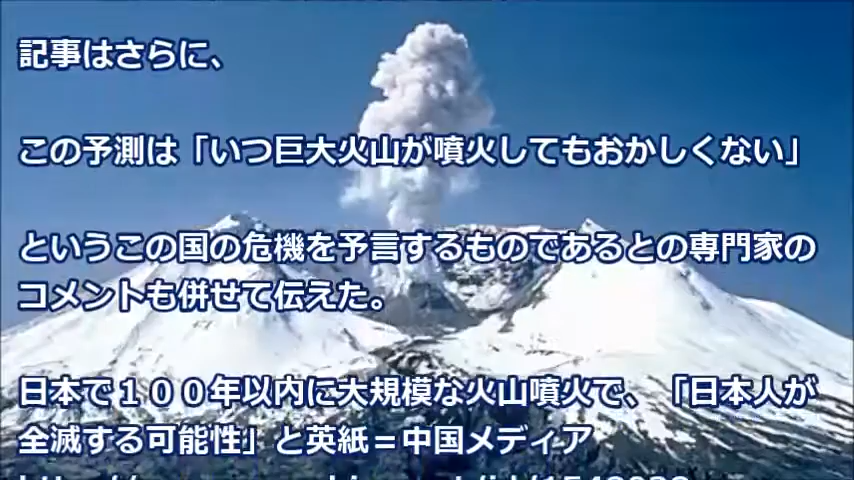 記事はさらに、
この予測は「いつ巨大火山が噴火してもおかしくない」
というこの国の危機を予言するものであるとの専門家の
コメントも併せて伝えた。
日本で１００年以内に大規模な火山噴火で、「日本人が
全滅する可能性」と英紙＝中国メディア